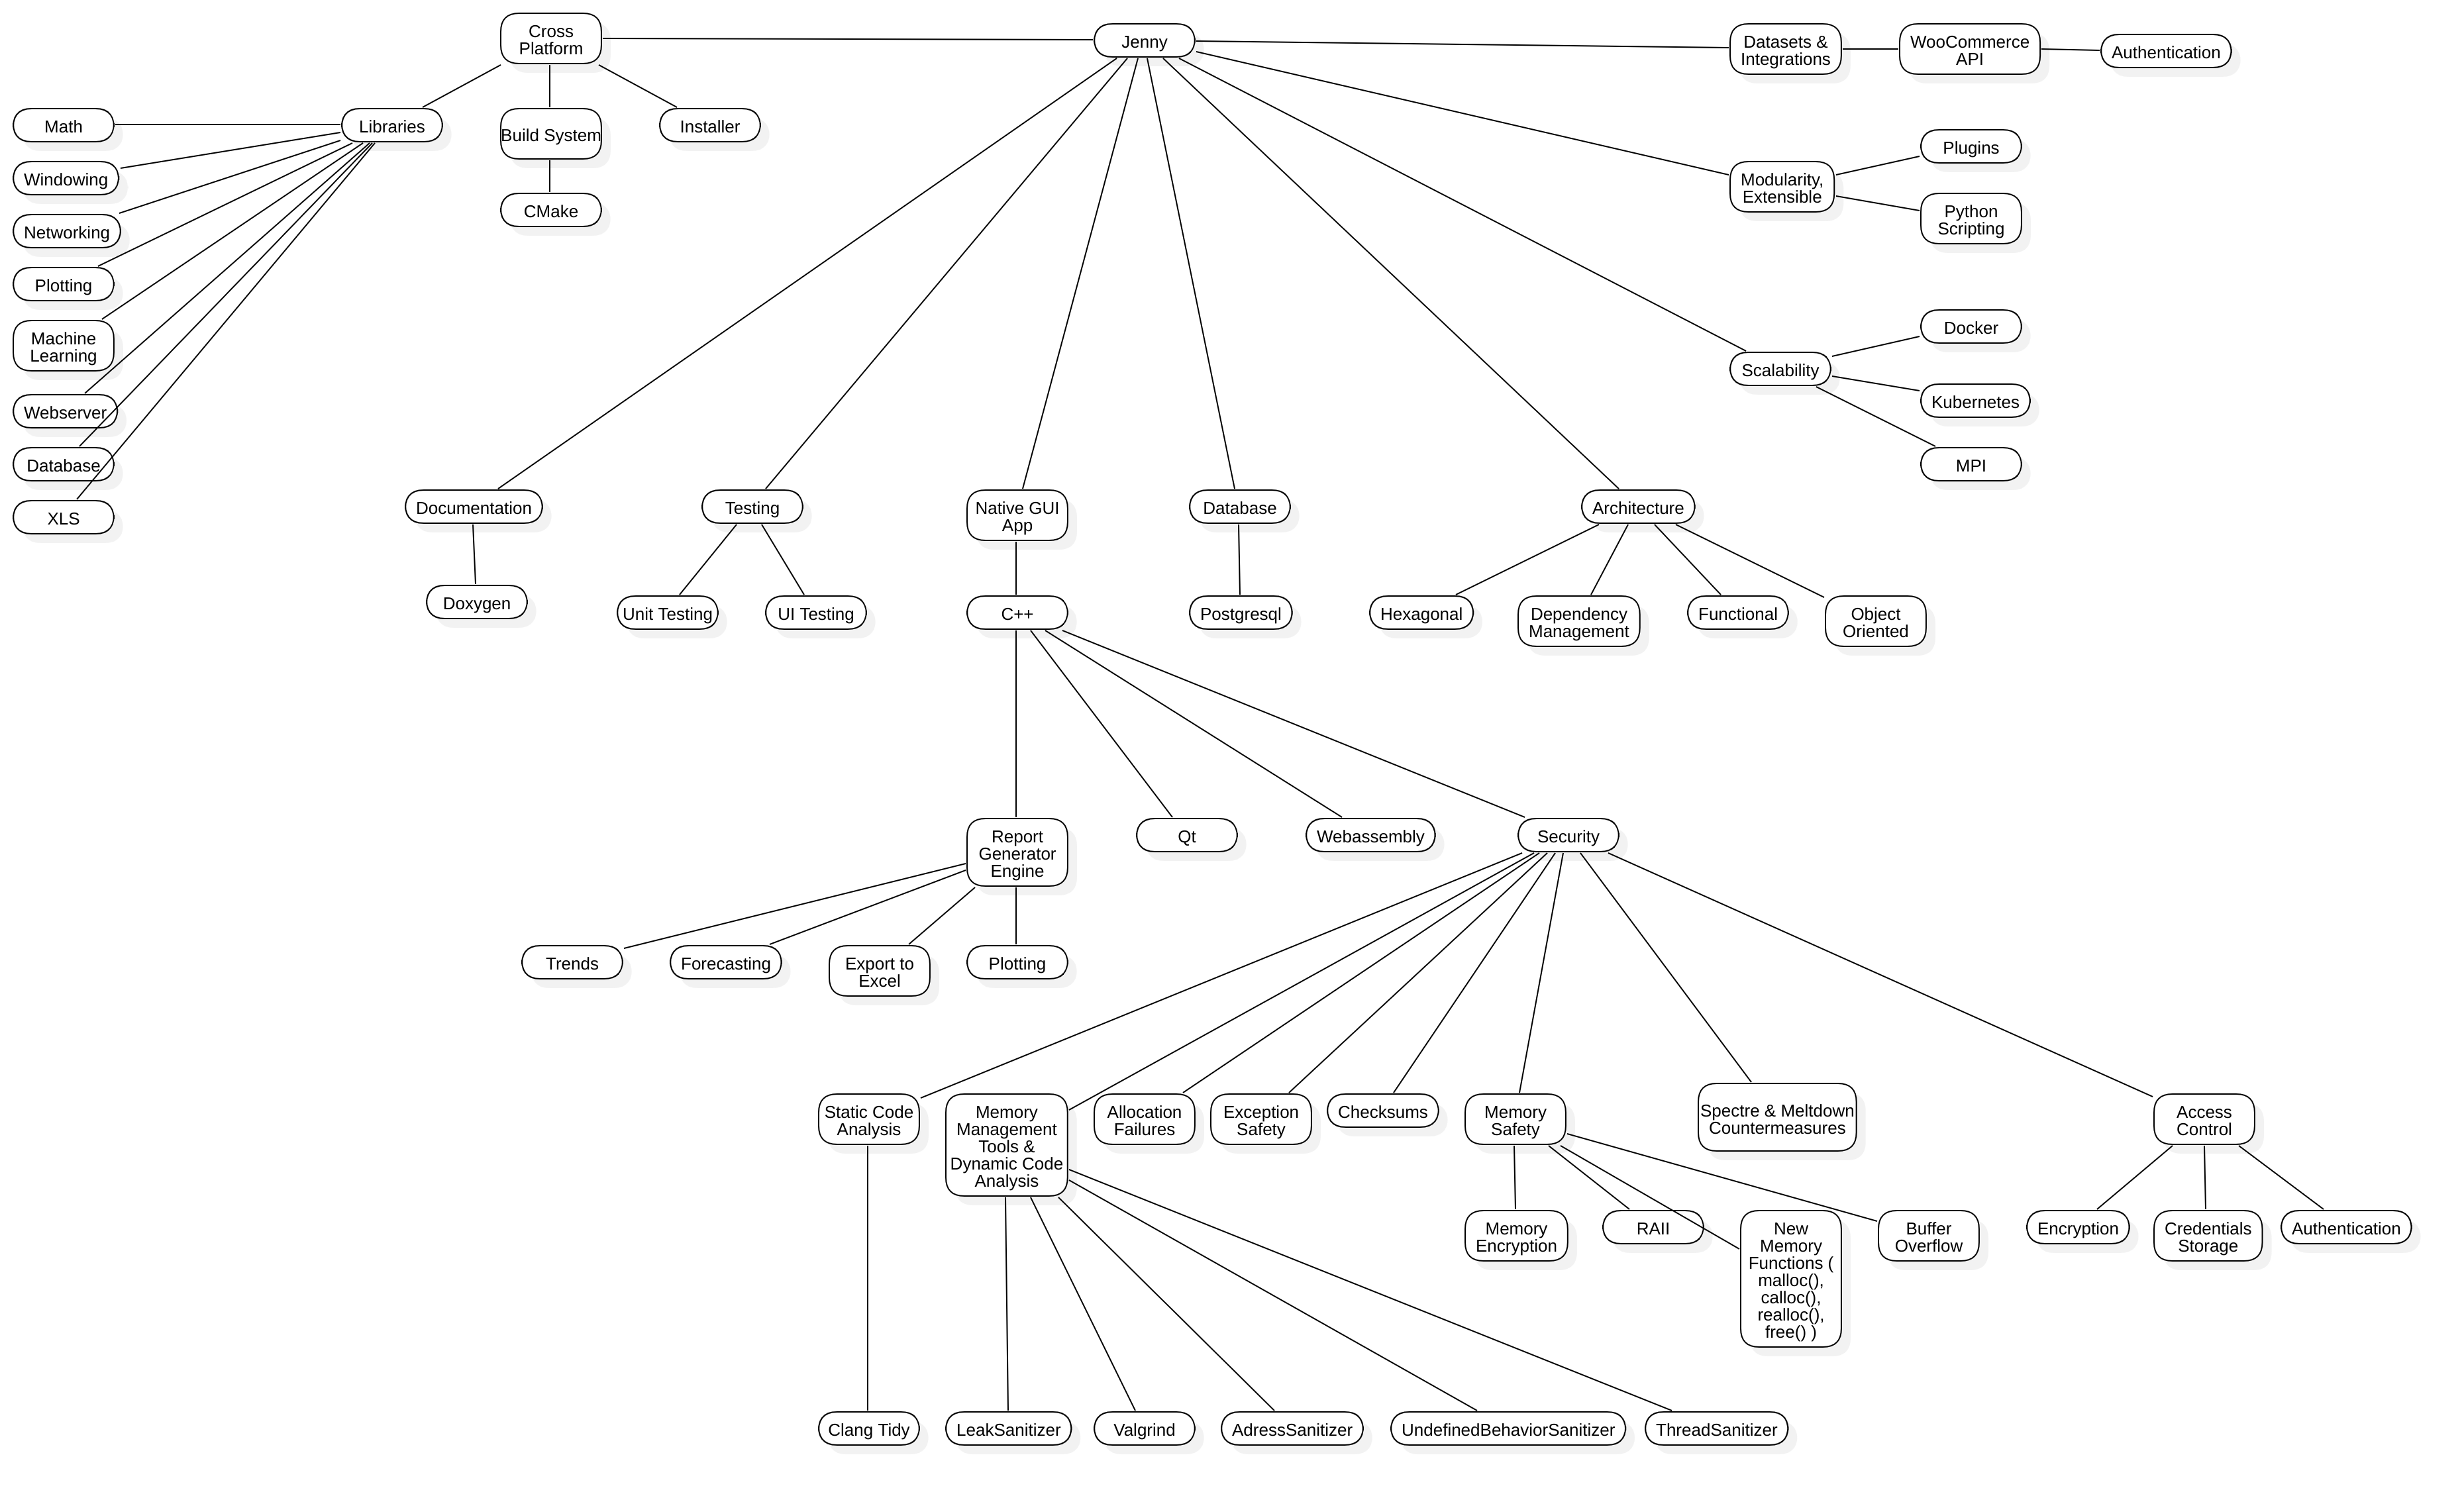 Cross
Platform
Jenny
Datasets &
Integrations
WooCommerce
API
Authentication
Math
Libraries
Build System
Installer
Plugins
Windowing
Modularity,
Extensible
Networking
CMake
Python
Scripting
Plotting
Docker
Machine
Learning
Scalability
Kubernetes
Webserver
Database
MPI
XLS
Documentation
Testing
Native GUI
App
Database
Architecture
Doxygen
Unit Testing
UI Testing
C++
Postgresql
Hexagonal
Dependency
Management
Functional
Object
Oriented
Report
Generator
Engine
Qt
Webassembly
Security
Trends
Forecasting
Export to
Excel
Plotting
Static Code
Analysis
Memory
Management
Tools &
Dynamic Code
Analysis
Allocation
Failures
Exception
Safety
Checksums
Memory
Safety
Spectre & Meltdown
Countermeasures
Access
Control
Memory
Encryption
RAII
New
Memory
Functions (
malloc(),
calloc(),
realloc(),
free() )
Buffer
Overflow
Encryption
Credentials
Storage
Authentication
Clang Tidy
LeakSanitizer
Valgrind
AdressSanitizer
UndefinedBehaviorSanitizer
ThreadSanitizer